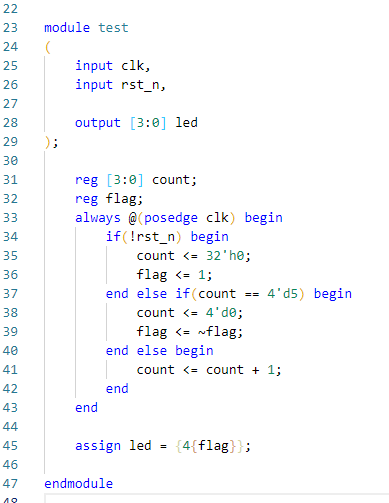 22
23 module test
24 (
25     input clk,
26     input rst_n,
27
28     output [3:0] led
29 );
30
31     reg [3:0] count;
32     reg flag;
33     always @(posedge clk) begin
34         if(!rst_n) begin
35             count <= 32'h0;
36             flag <= 1;
37         end else if(count == 4'd5) begin
38             count <= 4'd0;
39             flag <= ~flag;
40         end else begin
41             count <= count + 1;
42         end
43     end
44
45     assign led = {4{flag}};
46
47 endmodule
48